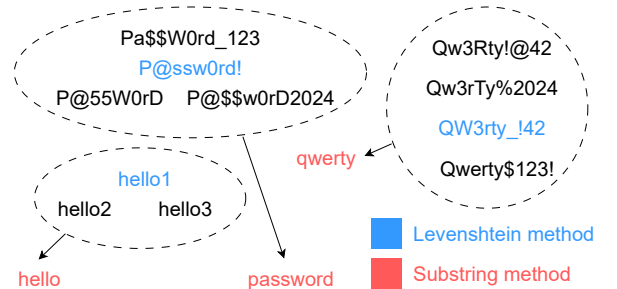 Pa$$W0rd_123
P@ssw0rd!
P@55W0rD P@$$w0rD2024
Qw3Rty!@42
Qw3rTy%2024
QW3rty_!42
Qwerty$123!
qwerty
hello1
hello2 hello3
hello
password
Levenshtein method
Substring method